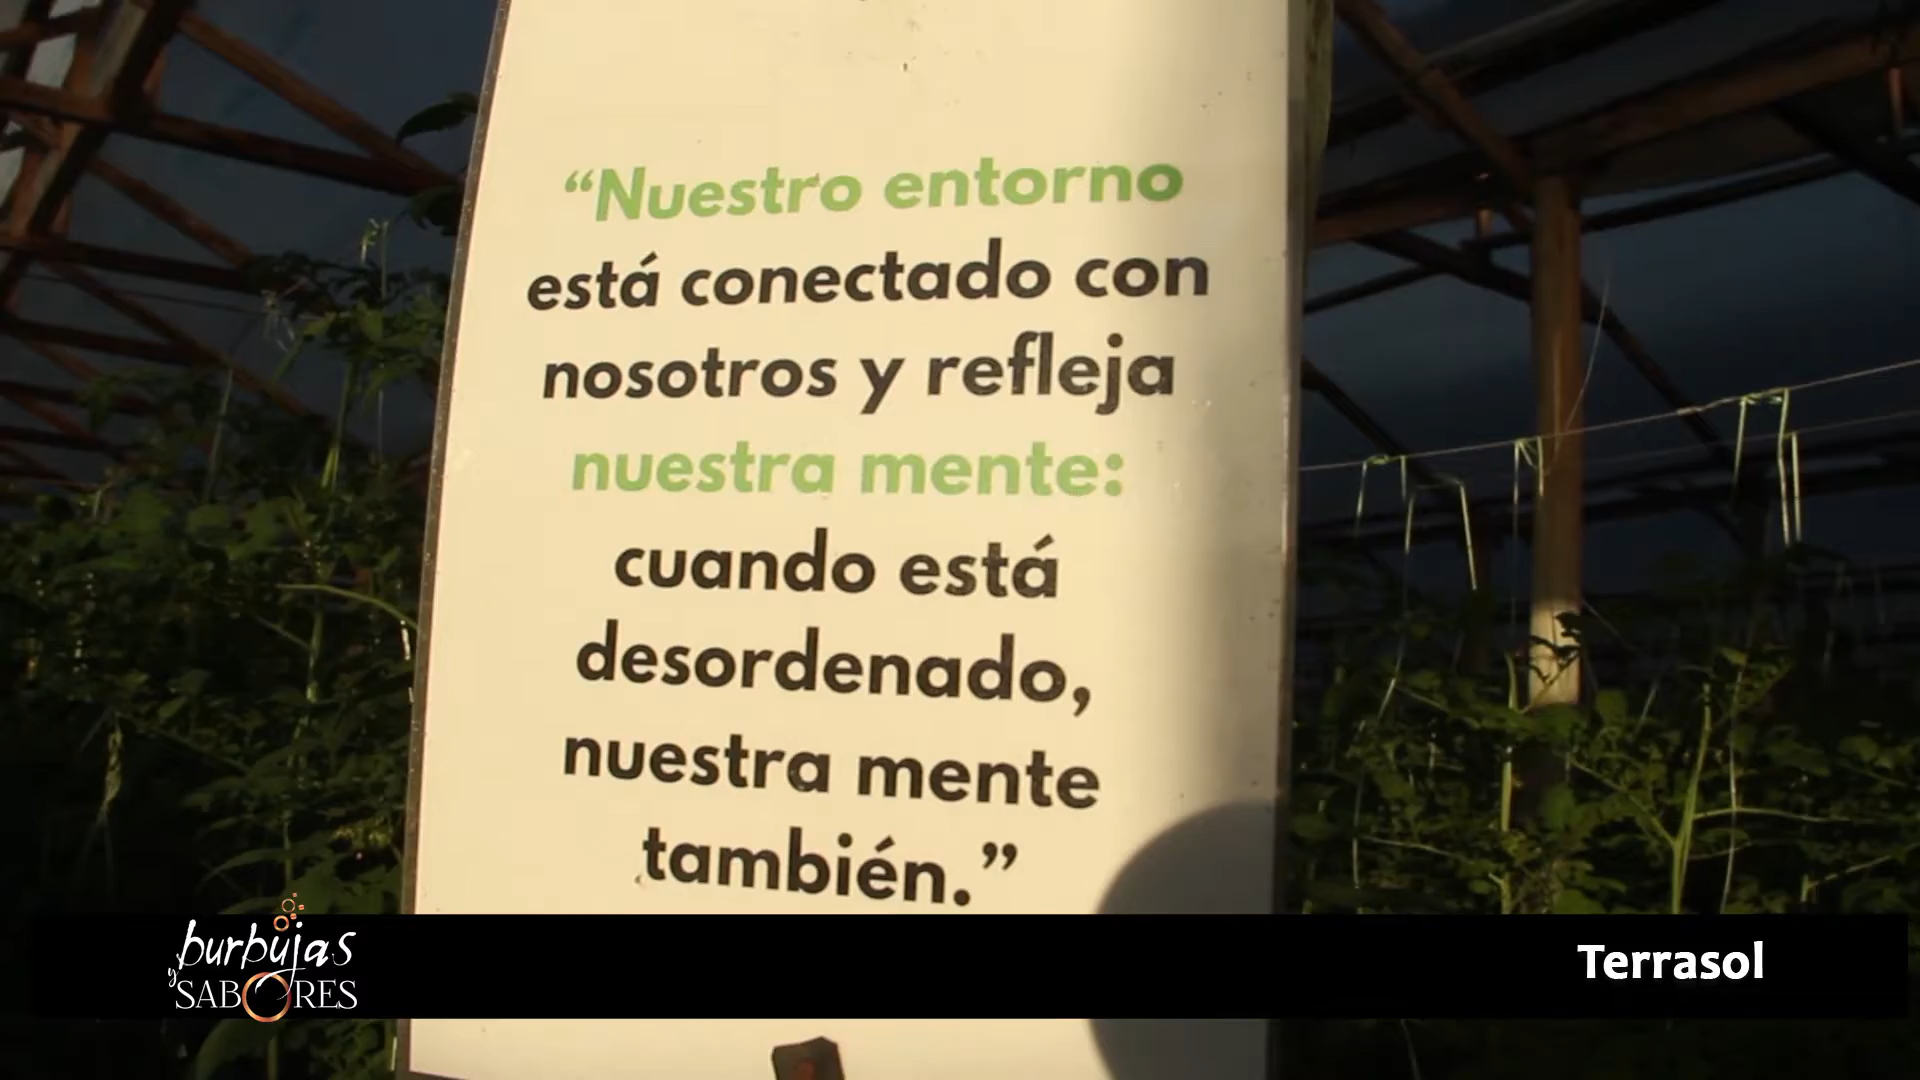 “Nuestro entorno
está conectado con
nosotros y refleja
nuestra mente:
cuando está
desordenado,
nuestra mente
también.”
burbujas
y SABORES
Terrasol